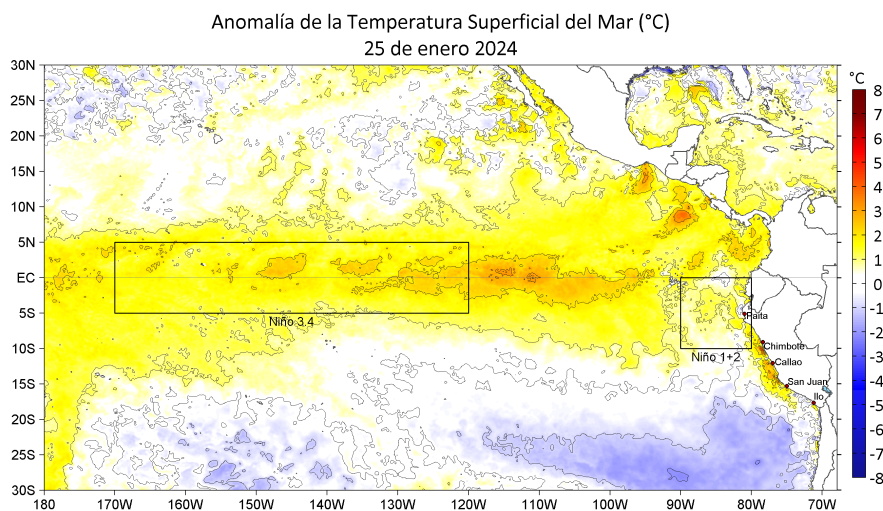 Anomalía de la Temperatura Superficial del Mar (°C)
25 de enero 2024
30N
25N
20N
15N
10N
5N
EC
5S
10S
15S
20S
25S
30S
180
170W
160W
150W
140W
130W
120W
110W
100W
90W
80W
70W
Niño 3.4
Niño 1+2
Paita
Chimbote
Callao
San Juan
Ilo
°C
8
7
6
5
4
3
2
1
0
-1
-2
-3
-4
-5
-6
-7
-8